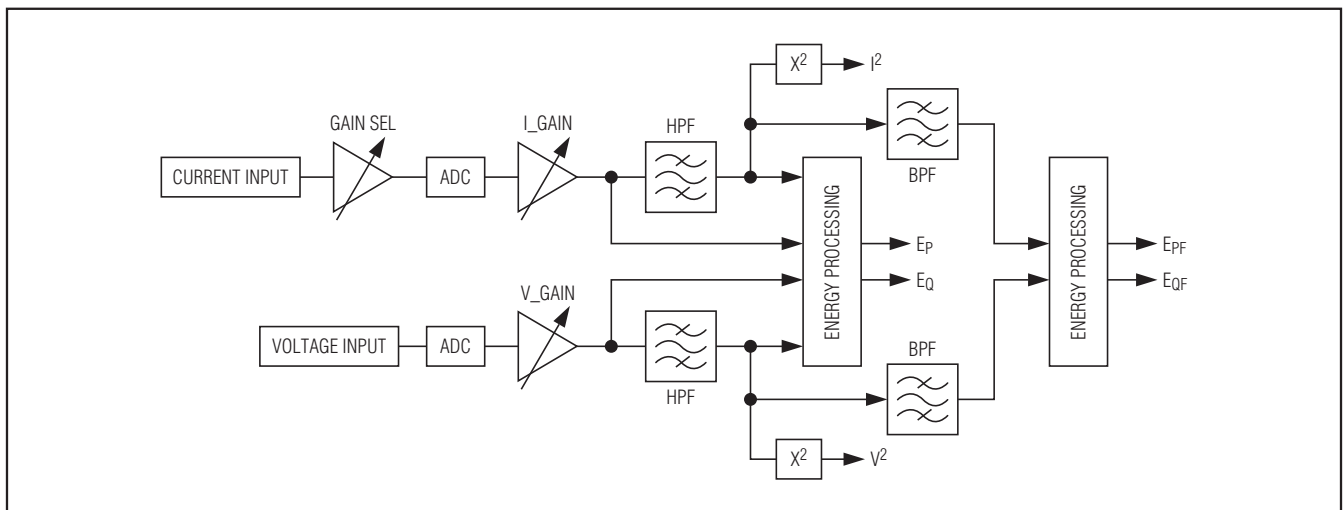 X²
I²
GAIN SEL
I_GAIN
HPF
CURRENT INPUT
ADC
BPF
ENERGY PROCESSING
ENERGY PROCESSING
EP
EQ
EPF
EQF
V_GAIN
VOLTAGE INPUT
ADC
HPF
BPF
X²
V²